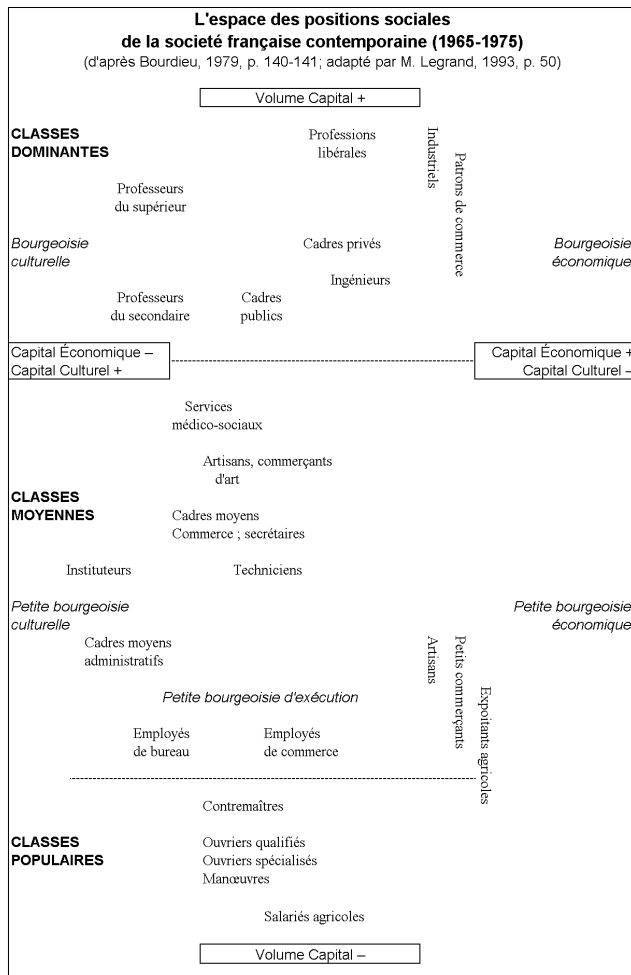 L'espace des positions sociales
de la societé française contemporaine (1965-1975)
(d'après Bourdieu, 1979, p. 140-141; adapté par M. Legrand, 1993, p. 50)
Volume Capital +
CLASSES
DOMINANTES
Professions
libérales
Industriels
Patrons de commerce
Professeurs
du supérieur
Bourgeoisie
culturelle
Cadres privés
Bourgeoisie
économique
Ingénieurs
Professeurs
du secondaire
Cadres
publics
Capital Économique –
Capital Culturel +
Capital Économique +
Capital Culturel –
Services
médico-sociaux
Artisans, commerçants
d'art
CLASSES
MOYENNES
Cadres moyens
Commerce ; secrétaires
Instituteurs
Techniciens
Petite bourgeoisie
culturelle
Petite bourgeoisie
économique
Cadres moyens
administratifs
Artisans
Petits commerçants
Expoitants agricoles
Petite bourgeoisie d'exécution
Employés
de bureau
Employés
de commerce
Contremaîtres
CLASSES
POPULAIRES
Ouvriers qualifiés
Ouvriers spécialisés
Manœuvres
Salariés agricoles
Volume Capital –